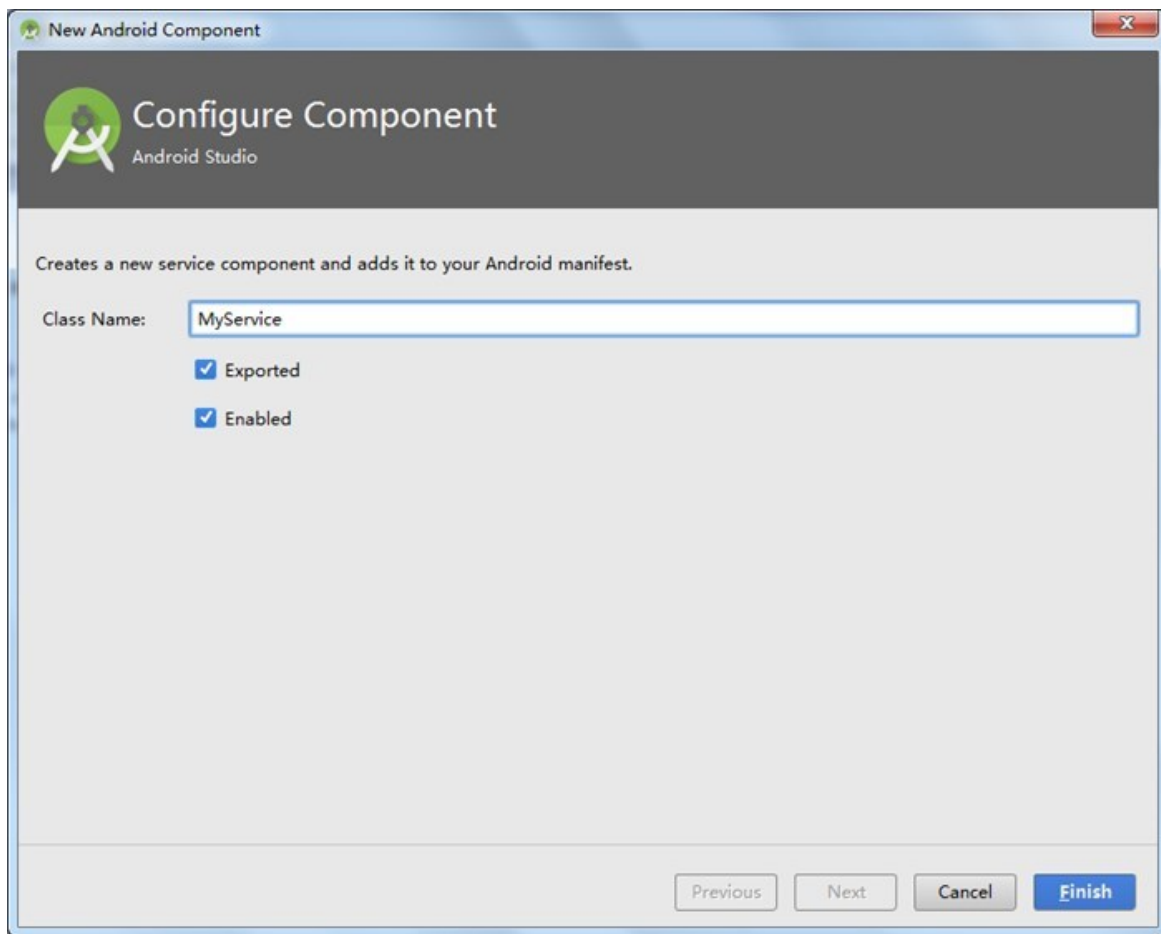 New Android Component
Configure Component
Android Studio
Creates a new service component and adds it to your Android manifest.
Class Name: MyService
Exported
Enabled
Previous Next Cancel Finish